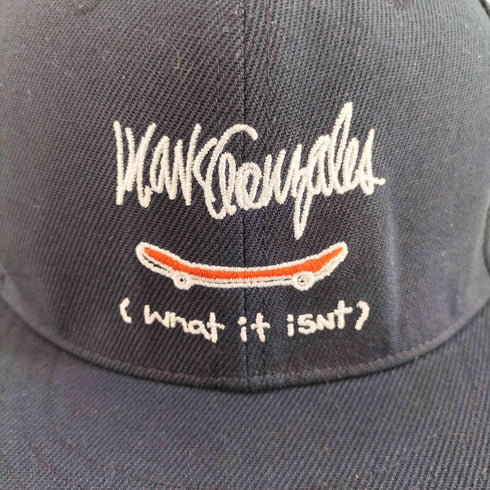 Mark Gonzales
(what it isnt)